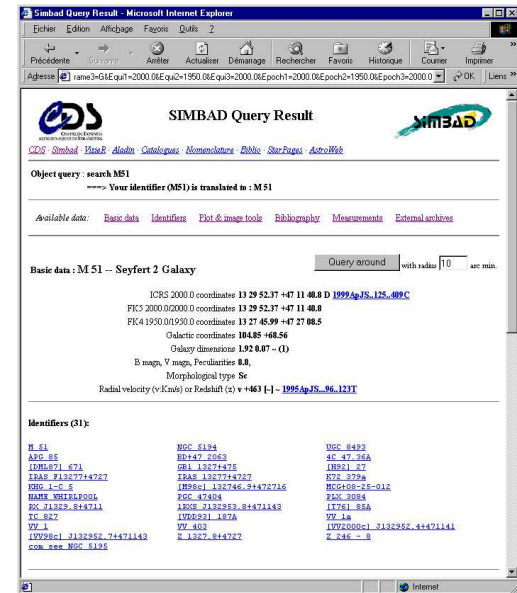 Simbad Query Result - Microsoft Internet Explorer
Fichier Edition Affichage Favoris Outils ?
Précédente Suivante Arrêter Actualiser Démarrage Rechercher Favoris Historique Courrier Imprimer »
Adresse rame3=G&Equi1=2000.0&Equi2=1950.0&Equi3=2000.0&Epoch1=2000.0&Epoch2=1950.0&Epoch3=2000.0 OK Liens »
CDS SIMBAD Query Result SIMBAD
CDS · Simbad · VizieR · Aladin · Catalogues · Nomenclature · Biblio · StarPages · AstroWeb
Object query : search M51
===> Your identifier (M51) is translated to : M 51
Available data: Basic data Identifiers Plot & image tools Bibliography Measurements External archives
Query around with radius 10 arc min.
Basic data : M 51 -- Seyfert 2 Galaxy
ICRS 2000.0 coordinates 13 29 52.37 +47 11 40.8 D 1999ApJS..125..409C
FK5 2000.0/2000.0 coordinates 13 29 52.37 +47 11 40.8
FK4 1950.0/1950.0 coordinates 13 27 45.99 +47 27 08.5
Galactic coordinates 104.85 +68.56
Galaxy dimensions 1.92 0.07 ~ (1)
B magn, V magn, Peculiarities 8.8,
Morphological type Sc
Radial velocity (v:Km/s) or Redshift (z) v +463 [~] ~ 1995ApJS...96..123T
Identifiers (31):
M 51 NGC 5194 UGC 8493
APG 85 BD+47 2063 4C 47.36A
[DML87] 671 GB1 1327+475 [H92] 27
IRAS F13277+4727 IRAS 13277+4727 K72 379a
KHG 1-C 5 [M98c] 132746.9+472716 MCG+08-25-012
NAME WHIRLPOOL PGC 47404 PLX 3084
RX J1329.8+4711 1RXS J132953.8+471143 [T76] 85A
TC 827 [VDD93] 187A VV 1a
VV 1 VV 403 [VV2000c] J132952.4+471141
[VV98c] J132952.7+471143 Z 1327.8+4727 Z 246 - 8
com see NGC 5195
Internet